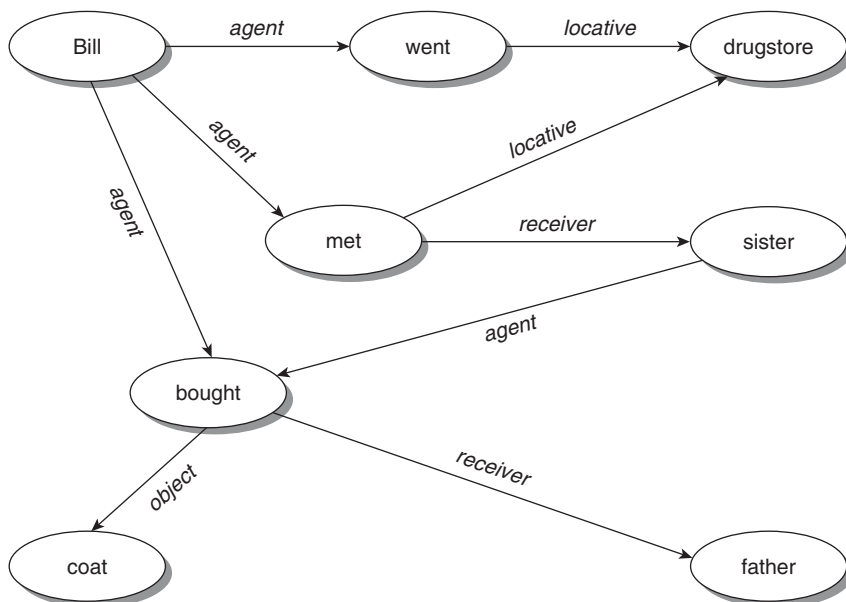 Bill
agent
went
locative
drugstore
agent
locative
agent
met
receiver
sister
agent
bought
object
receiver
coat
father